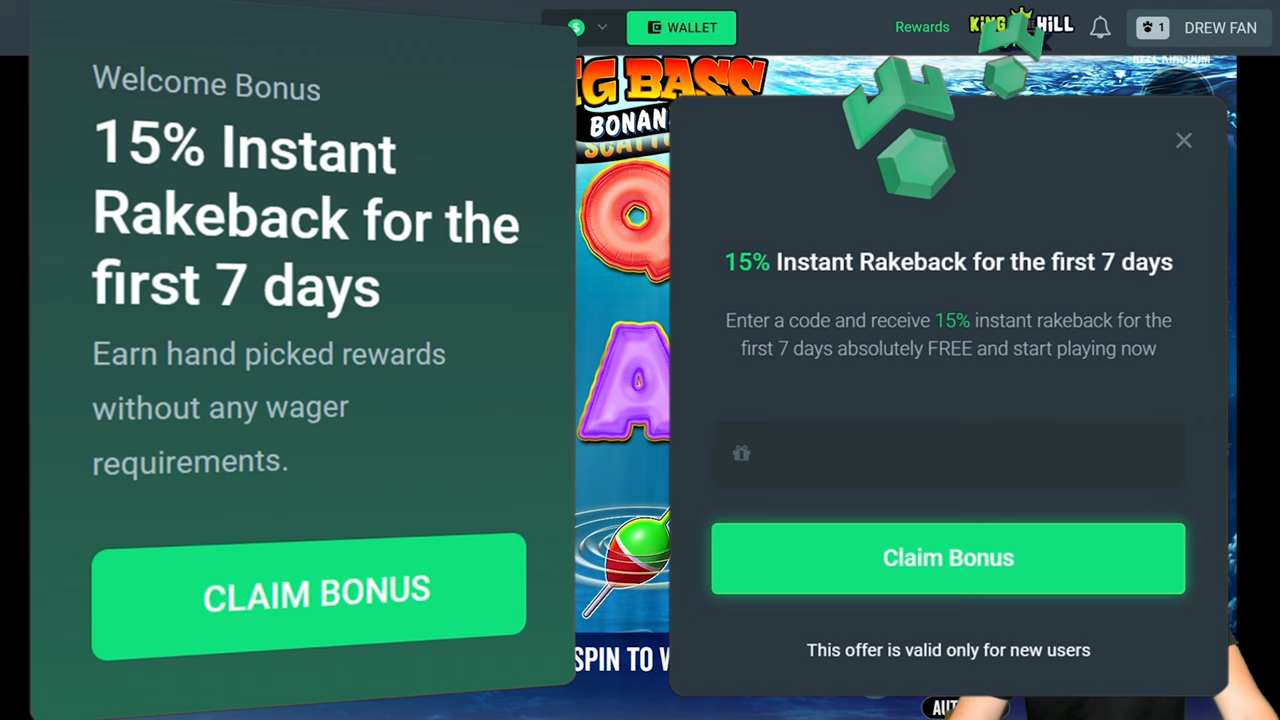 WALLET
Rewards
KING HILL
1
DREW FAN
Welcome Bonus
15% Instant
Rakeback for the
first 7 days
Earn hand picked rewards
without any wager
requirements.
CLAIM BONUS
BASS
A
SPIN TO
15% Instant Rakeback for the first 7 days
Enter a code and receive 15% instant rakeback for the
first 7 days absolutely FREE and start playing now
Claim Bonus
This offer is valid only for new users